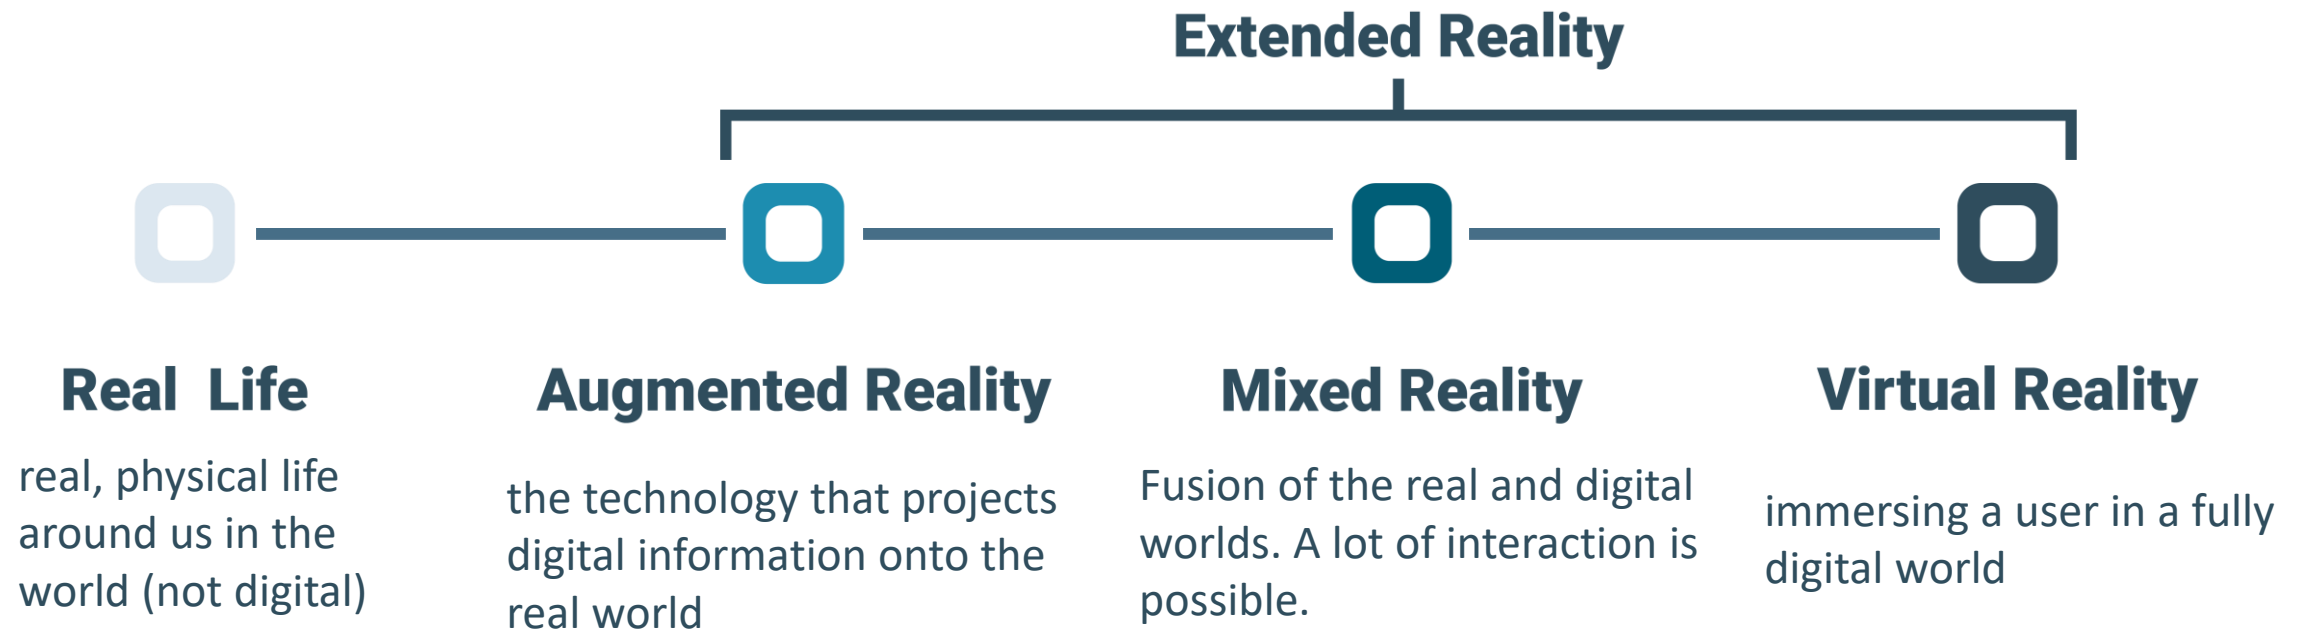 Extended Reality
Real Life
real, physical life
around us in the
world (not digital)
Augmented Reality
the technology that projects
digital information onto the
real world
Mixed Reality
Fusion of the real and digital
worlds. A lot of interaction is
possible.
Virtual Reality
immersing a user in a fully
digital world